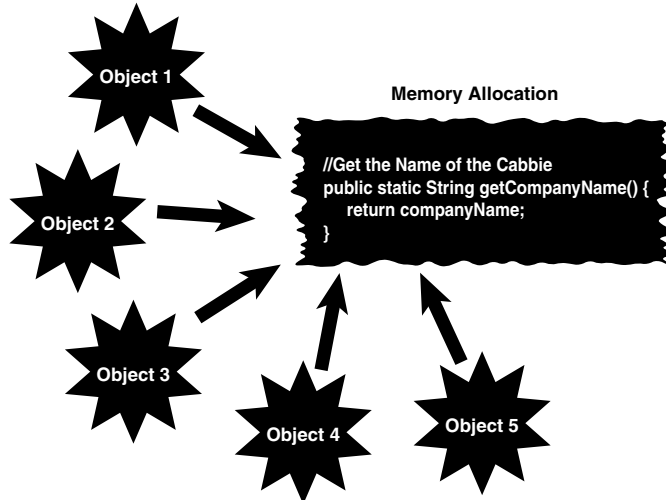 Object 1
Memory Allocation
//Get the Name of the Cabbie
public static String getCompanyName() {
return companyName;
}
Object 2
Object 3
Object 4
Object 5